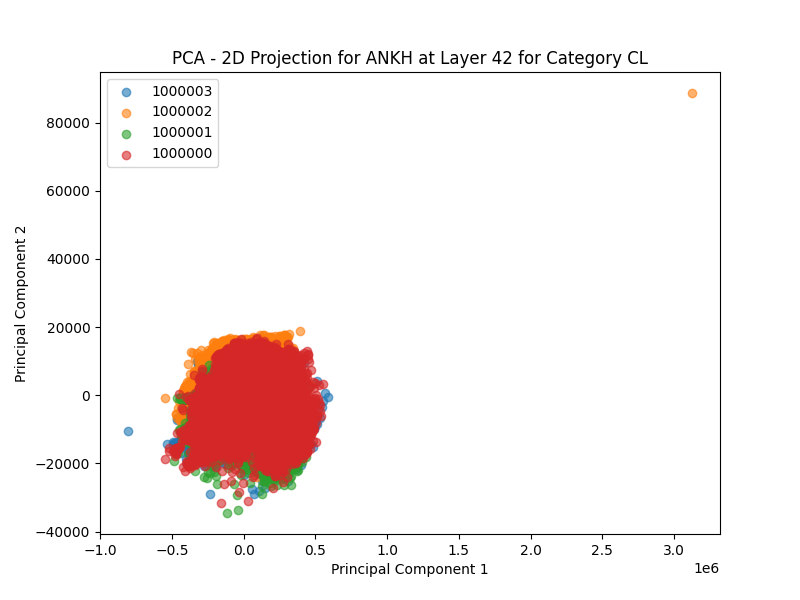 PCA - 2D Projection for ANKH at Layer 42 for Category CL
1000003
1000002
1000001
1000000
80000
60000
40000
20000
0
−20000
−40000
Principal Component 2
−1.0 −0.5 0.0 0.5 1.0 1.5 2.0 2.5 3.0
1e6
Principal Component 1